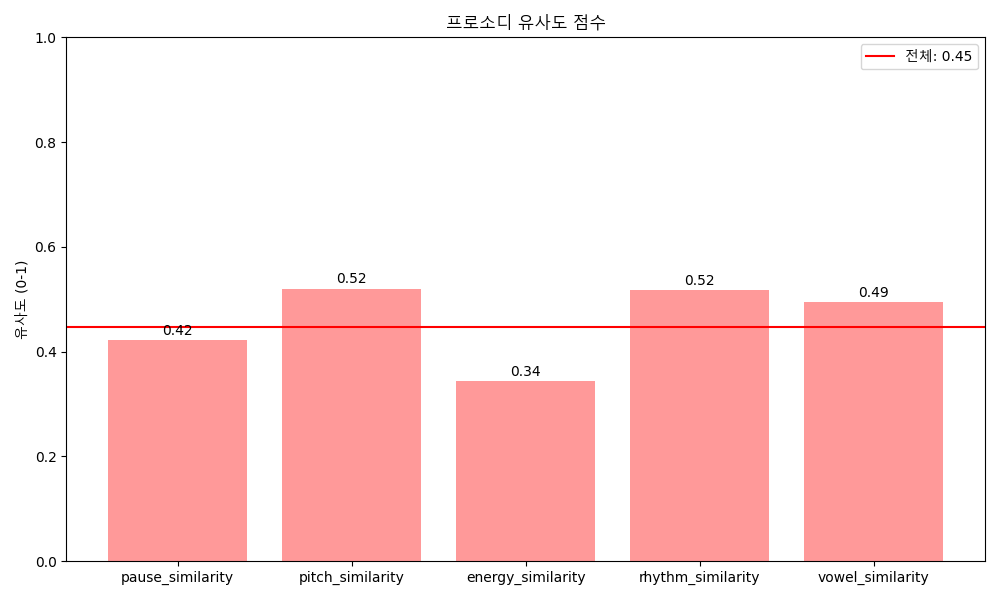 프로소디 유사도 점수
전체: 0.45
유사도 (0-1)
1.0
0.8
0.6
0.4
0.2
0.0
0.42
0.52
0.34
0.52
0.49
pause_similarity
pitch_similarity
energy_similarity
rhythm_similarity
vowel_similarity